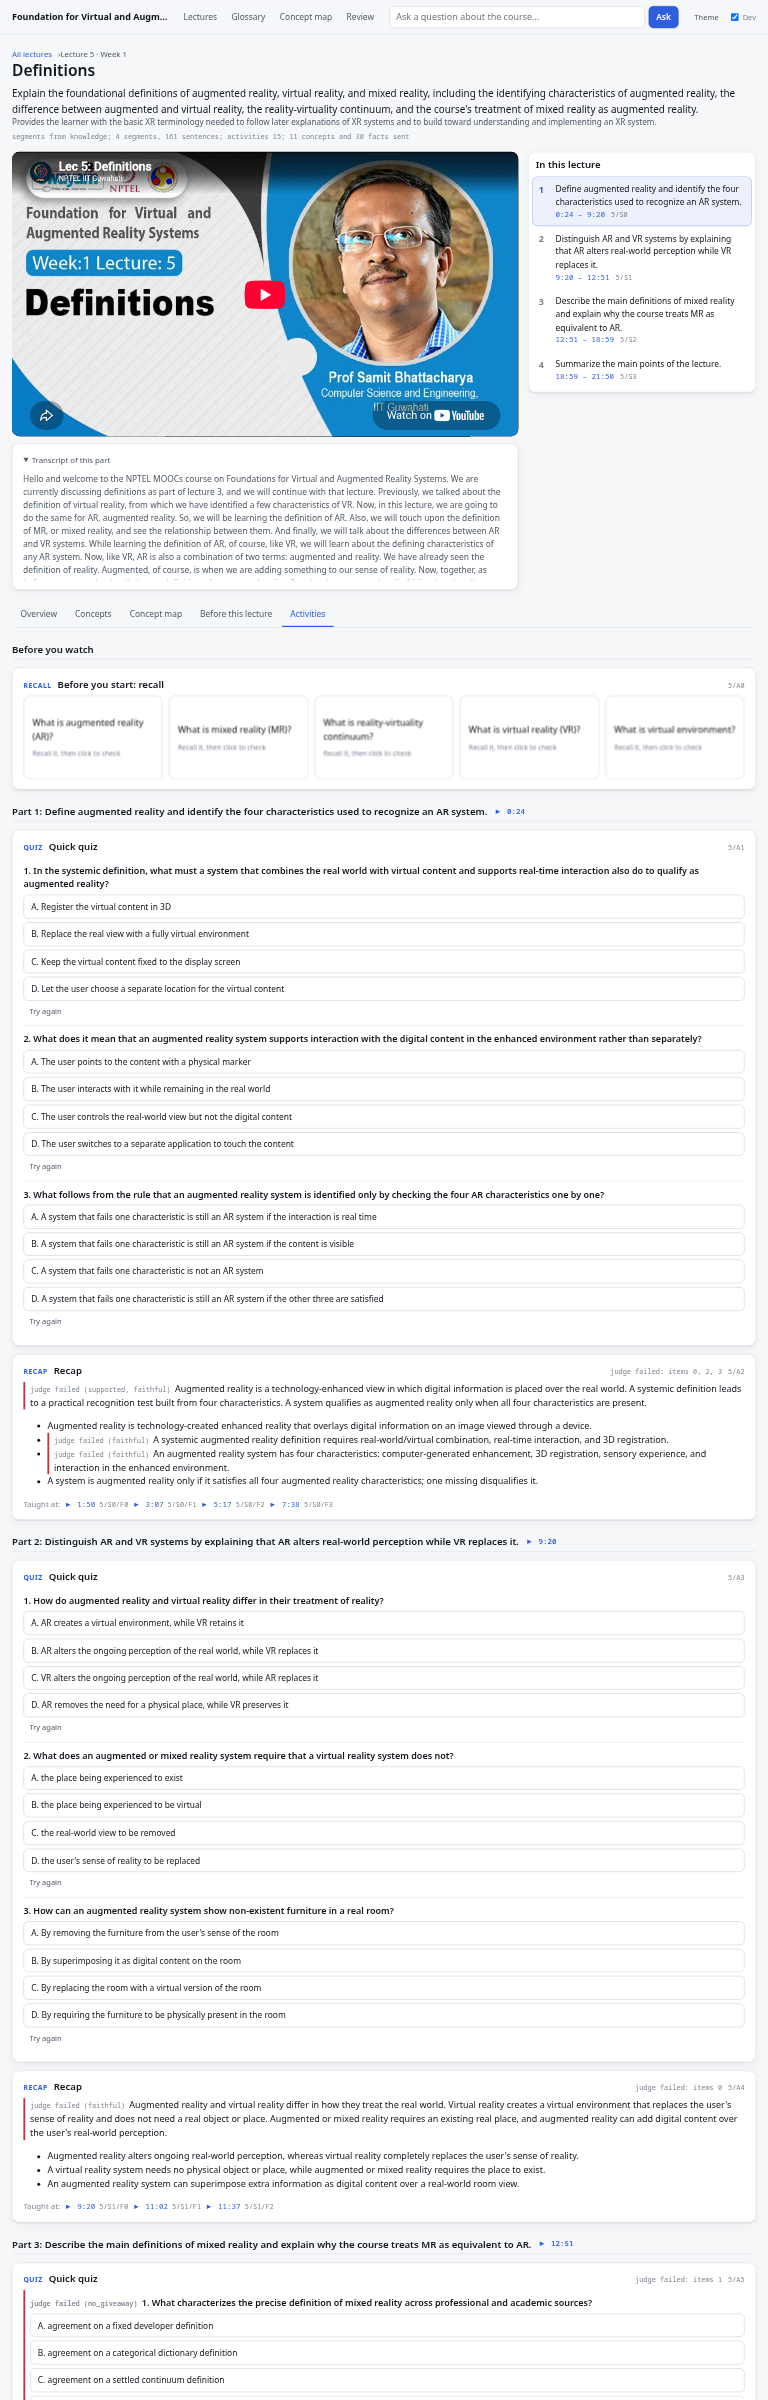 Foundation for Virtual and Augm...
Lectures
Glossary
Concept map
Review
Ask a question about the course...
Ask
Theme
Dev
All lectures ›Lecture 5 · Week 1
Definitions
Explain the foundational definitions of augmented reality, virtual reality, and mixed reality, including the identifying characteristics of augmented reality, the
difference between augmented and virtual reality, the reality-virtuality continuum, and the course's treatment of mixed reality as augmented reality.
Provides the learner with the basic XR terminology needed to follow later explanations of XR systems and to build toward understanding and implementing an XR system.
segments from knowledge; 4 segments, 161 sentences; activities 15; 11 concepts and 30 facts sent
Lec 5: Definitions
NPTEL IIT Guwahati
NPTEL
Foundation for Virtual and
Augmented Reality Systems
Week:1 Lecture: 5
Definitions
Prof Samit Bhattacharya
Computer Science and Engineering,
IIT Guwahati
Watch on YouTube
In this lecture
1 Define augmented reality and identify the four
characteristics used to recognize an AR system.
0:24 – 9:20 5/S0
2 Distinguish AR and VR systems by explaining
that AR alters real-world perception while VR
replaces it.
9:20 – 12:51 5/S1
3 Describe the main definitions of mixed reality
and explain why the course treats MR as
equivalent to AR.
12:51 – 18:59 5/S2
4 Summarize the main points of the lecture.
18:59 – 21:50 5/S3
▼ Transcript of this part
Hello and welcome to the NPTEL MOOCs course on Foundations for Virtual and Augmented Reality Systems. We are
currently discussing definitions as part of lecture 3, and we will continue with that lecture. Previously, we talked about the
definition of virtual reality, from which we have identified a few characteristics of VR. Now, in this lecture, we are going to
do the same for AR, augmented reality. So, we will be learning the definition of AR. Also, we will touch upon the definition
of MR, or mixed reality, and see the relationship between them. And finally, we will talk about the differences between AR
and VR systems. While learning the definition of AR, of course, like VR, we will learn about the defining characteristics of
any AR system. Now, like VR, AR is also a combination of two terms: augmented and reality. We have already seen the
definition of reality. Augmented, of course, is when we are adding something to our sense of reality. Now, together, as
Overview
Concepts
Concept map
Before this lecture
Activities
Before you watch
RECALL Before you start: recall 5/A0
What is augmented reality
(AR)?
Recall it, then click to check
What is mixed reality (MR)?
Recall it, then click to check
What is reality-virtuality
continuum?
Recall it, then click to check
What is virtual reality (VR)?
Recall it, then click to check
What is virtual environment?
Recall it, then click to check
Part 1: Define augmented reality and identify the four characteristics used to recognize an AR system. ► 0:24
QUIZ Quick quiz 5/A1
1. In the systemic definition, what must a system that combines the real world with virtual content and supports real-time interaction also do to qualify as
augmented reality?
A. Register the virtual content in 3D
B. Replace the real view with a fully virtual environment
C. Keep the virtual content fixed to the display screen
D. Let the user choose a separate location for the virtual content
Try again
2. What does it mean that an augmented reality system supports interaction with the digital content in the enhanced environment rather than separately?
A. The user points to the content with a physical marker
B. The user interacts with it while remaining in the real world
C. The user controls the real-world view but not the digital content
D. The user switches to a separate application to touch the content
Try again
3. What follows from the rule that an augmented reality system is identified only by checking the four AR characteristics one by one?
A. A system that fails one characteristic is still an AR system if the interaction is real time
B. A system that fails one characteristic is still an AR system if the content is visible
C. A system that fails one characteristic is not an AR system
D. A system that fails one characteristic is still an AR system if the other three are satisfied
Try again
RECAP Recap judge failed: items 0, 2, 3 5/A2
judge failed (supported, faithful) Augmented reality is a technology-enhanced view in which digital information is placed over the real world. A systemic definition leads
to a practical recognition test built from four characteristics. A system qualifies as augmented reality only when all four characteristics are present.
• Augmented reality is technology-created enhanced reality that overlays digital information on an image viewed through a device.
• judge failed (faithful) A systemic augmented reality definition requires real-world/virtual combination, real-time interaction, and 3D registration.
• judge failed (faithful) An augmented reality system has four characteristics: computer-generated enhancement, 3D registration, sensory experience, and
interaction in the enhanced environment.
• A system is augmented reality only if it satisfies all four augmented reality characteristics; one missing disqualifies it.
Taught at: ► 1:50 5/S0/F0 ► 3:07 5/S0/F1 ► 5:17 5/S0/F2 ► 7:38 5/S0/F3
Part 2: Distinguish AR and VR systems by explaining that AR alters real-world perception while VR replaces it. ► 9:20
QUIZ Quick quiz 5/A3
1. How do augmented reality and virtual reality differ in their treatment of reality?
A. AR creates a virtual environment, while VR retains it
B. AR alters the ongoing perception of the real world, while VR replaces it
C. VR alters the ongoing perception of the real world, while AR replaces it
D. AR removes the need for a physical place, while VR preserves it
Try again
2. What does an augmented or mixed reality system require that a virtual reality system does not?
A. the place being experienced to exist
B. the place being experienced to be virtual
C. the real-world view to be removed
D. the user's sense of reality to be replaced
Try again
3. How can an augmented reality system show non-existent furniture in a real room?
A. By removing the furniture from the user's sense of the room
B. By superimposing it as digital content on the room
C. By replacing the room with a virtual version of the room
D. By requiring the furniture to be physically present in the room
Try again
RECAP Recap judge failed: items 0 5/A4
judge failed (faithful) Augmented reality and virtual reality differ in how they treat the real world. Virtual reality creates a virtual environment that replaces the user's
sense of reality and does not need a real object or place. Augmented or mixed reality requires an existing real place, and augmented reality can add digital content over
the user's real-world perception.
• Augmented reality alters ongoing real-world perception, whereas virtual reality completely replaces the user's sense of reality.
• A virtual reality system needs no physical object or place, while augmented or mixed reality requires the place to exist.
• An augmented reality system can superimpose extra information as digital content over a real-world room view.
Taught at: ► 9:20 5/S1/F0 ► 11:02 5/S1/F1 ► 11:37 5/S1/F2
Part 3: Describe the main definitions of mixed reality and explain why the course treats MR as equivalent to AR. ► 12:51
QUIZ Quick quiz judge failed: items 1 5/A5
judge failed (no_giveaway) 1. What characterizes the precise definition of mixed reality across professional and academic sources?
A. agreement on a fixed developer definition
B. agreement on a categorical dictionary definition
C. agreement on a settled continuum definition